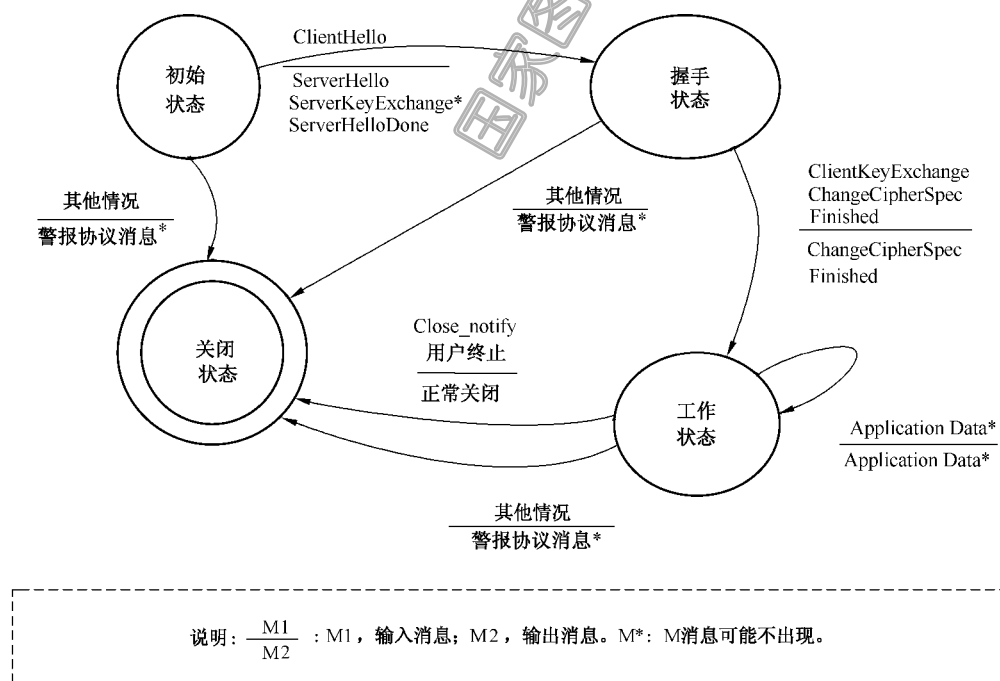 ClientHello
ServerHello
ServerKeyExchange*
ServerHelloDone
初始
状态
握手
状态
国家图
其他情况
警报协议消息*
其他情况
警报协议消息*
ClientKeyExchange
ChangeCipherSpec
Finished
ChangeCipherSpec
Finished
关闭
状态
Close_notify
用户终止
正常关闭
工作
状态
Application Data*
Application Data*
其他情况
警报协议消息*
说明: M1
M2
: M1, 输入消息; M2, 输出消息。M*: M消息可能不出现。